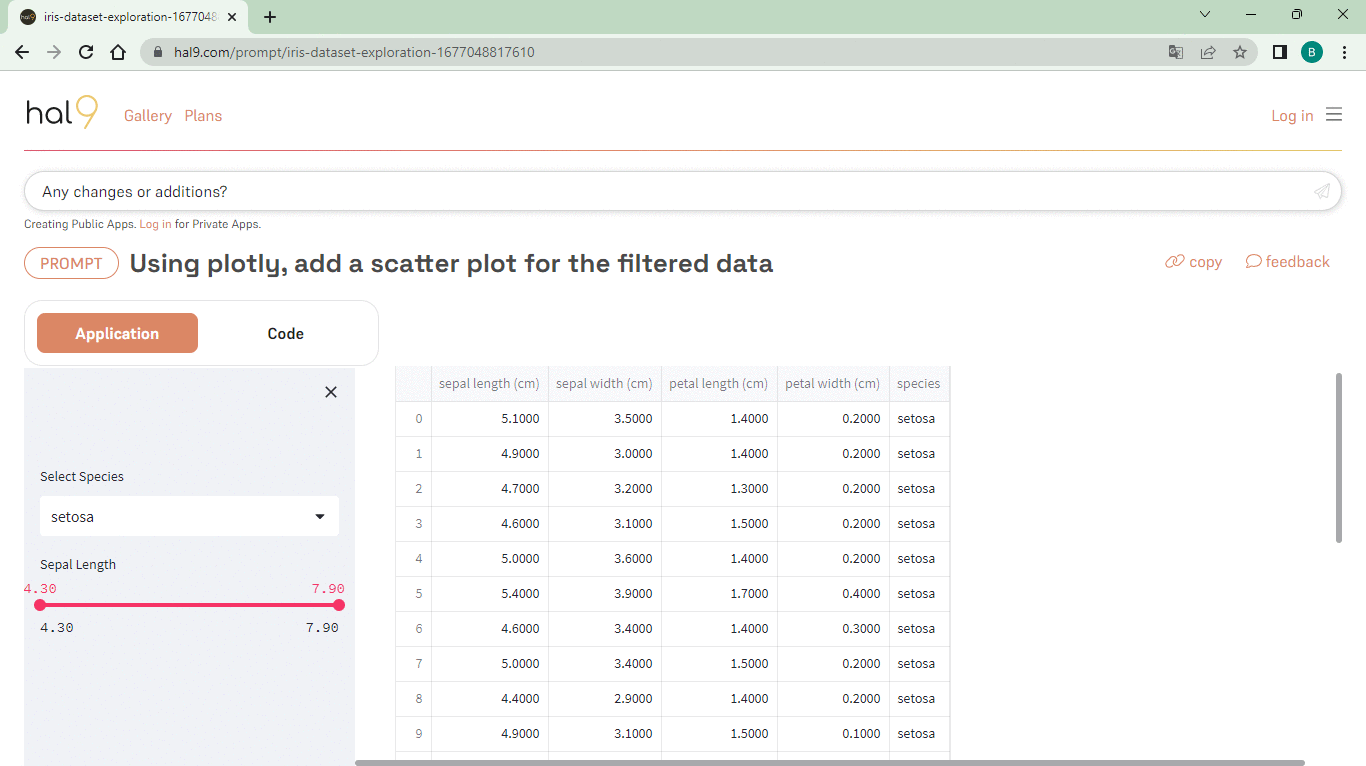 iris-dataset-exploration-1677048
hal9.com/prompt/iris-dataset-exploration-1677048817610
B
hal9 Gallery Plans Log in
Any changes or additions?
Creating Public Apps. Log in for Private Apps.
PROMPT Using plotly, add a scatter plot for the filtered data copy feedback
Application Code
Select Species
setosa
Sepal Length
4.30 7.90
4.30 7.90
sepal length (cm) sepal width (cm) petal length (cm) petal width (cm) species
0 5.1000 3.5000 1.4000 0.2000 setosa
1 4.9000 3.0000 1.4000 0.2000 setosa
2 4.7000 3.2000 1.3000 0.2000 setosa
3 4.6000 3.1000 1.5000 0.2000 setosa
4 5.0000 3.6000 1.4000 0.2000 setosa
5 5.4000 3.9000 1.7000 0.4000 setosa
6 4.6000 3.4000 1.4000 0.3000 setosa
7 5.0000 3.4000 1.5000 0.2000 setosa
8 4.4000 2.9000 1.4000 0.2000 setosa
9 4.9000 3.1000 1.5000 0.1000 setosa